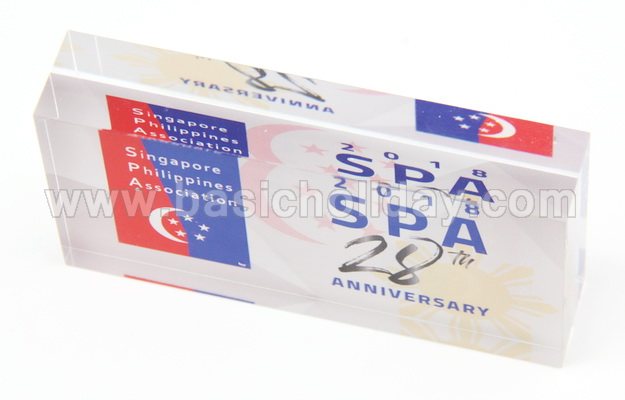 Singapore
Philippines
Association
Singapore
Philippines
Association
2018
SPA
2018
SPA
28th
ANNIVERSARY
ANNIVERSARY
www.basicholiday.com